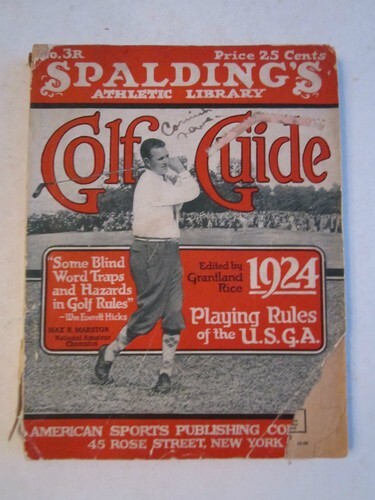 No. 3R Price 25 Cents
SPALDING'S
ATHLETIC LIBRARY
Golf Guide
"Some Blind
Word Traps
and Hazards
in Golf Rules"
-Wm Everett Hicks
MAX R. MARSTON
National Amateur
Champion
Edited by
Grantland
Rice
1924
Playing Rules
of the U.S.G.A.
AMERICAN SPORTS PUBLISHING CO
45 ROSE STREET, NEW YORK